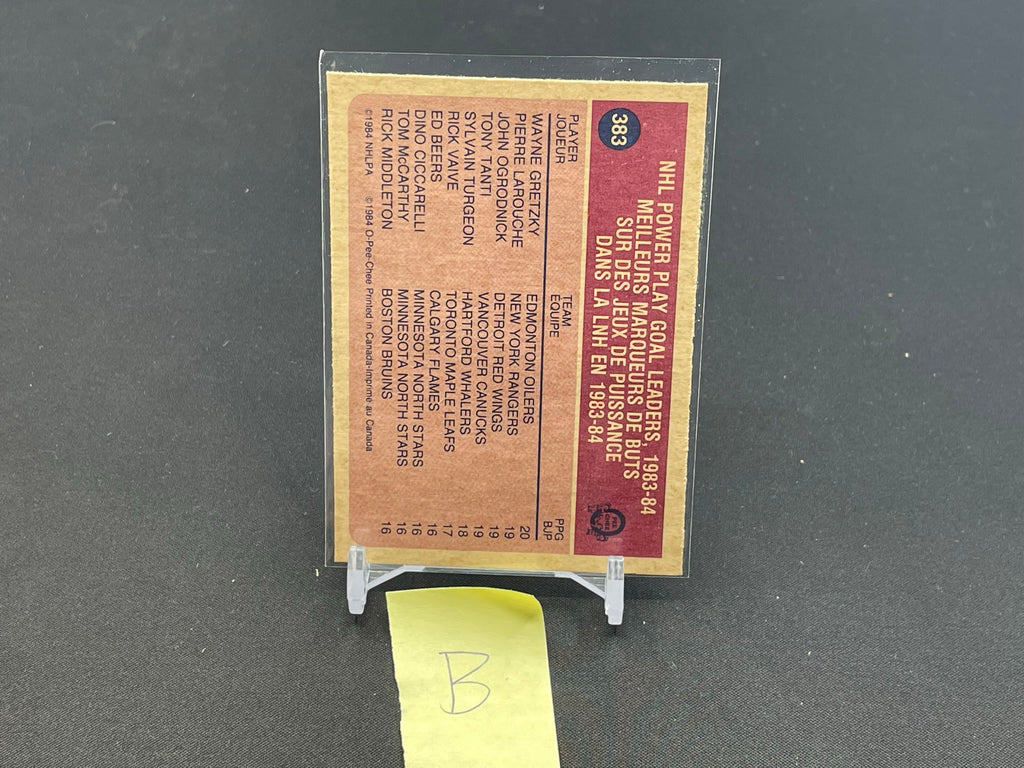 383
NHL POWER PLAY GOAL LEADERS, 1983-84
MEILLEURS MARQUEURS DE BUTS
SUR DES JEUX DE PUISSANCE
DANS LA LNH EN 1983-84
O PEE CHEE
PLAYER TEAM PPG
JOUEUR ÉQUIPE BJP
WAYNE GRETZKY EDMONTON OILERS 20
PIERRE LAROUCHE NEW YORK RANGERS 19
JOHN OGRODNICK DETROIT RED WINGS 19
TONY TANTI VANCOUVER CANUCKS 19
SYLVAIN TURGEON HARTFORD WHALERS 18
RICK VAIVE TORONTO MAPLE LEAFS 17
ED BEERS CALGARY FLAMES 16
DINO CICCARELLI MINNESOTA NORTH STARS 16
TOM McCARTHY MINNESOTA NORTH STARS 16
RICK MIDDLETON BOSTON BRUINS 16
©1984 NHLPA ©1984 O-Pee-Chee Printed in Canada-Imprimé au Canada
B